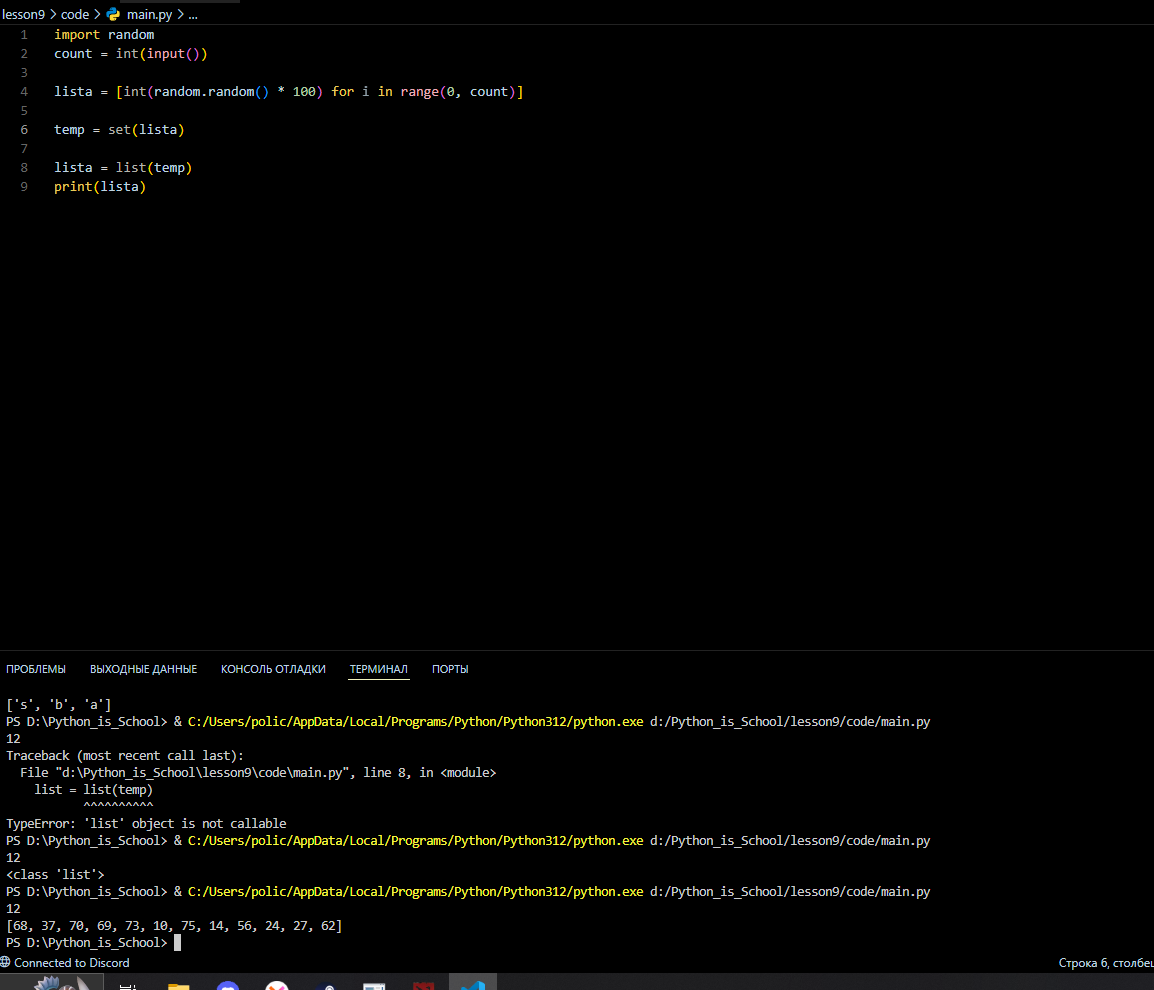 lesson9 > code > main.py > ...
1 import random
2 count = int(input())
3
4 lista = [int(random.random() * 100) for i in range(0, count)]
5
6 temp = set(lista)
7
8 lista = list(temp)
9 print(lista)
ПРОБЛЕМЫ ВЫХОДНЫЕ ДАННЫЕ КОНСОЛЬ ОТЛАДКИ ТЕРМИНАЛ ПОРТЫ
['s', 'b', 'a']
PS D:\Python_is_School> & C:/Users/polic/AppData/Local/Programs/Python/Python312/python.exe d:/Python_is_School/lesson9/code/main.py
12
Traceback (most recent call last):
  File "d:\Python_is_School\lesson9\code\main.py", line 8, in <module>
    list = list(temp)
           ^^^^^^^^^^
TypeError: 'list' object is not callable
PS D:\Python_is_School> & C:/Users/polic/AppData/Local/Programs/Python/Python312/python.exe d:/Python_is_School/lesson9/code/main.py
12
<class 'list'>
PS D:\Python_is_School> & C:/Users/polic/AppData/Local/Programs/Python/Python312/python.exe d:/Python_is_School/lesson9/code/main.py
12
[68, 37, 70, 69, 73, 10, 75, 14, 56, 24, 27, 62]
PS D:\Python_is_School>
Connected to Discord Строка 6, столбец